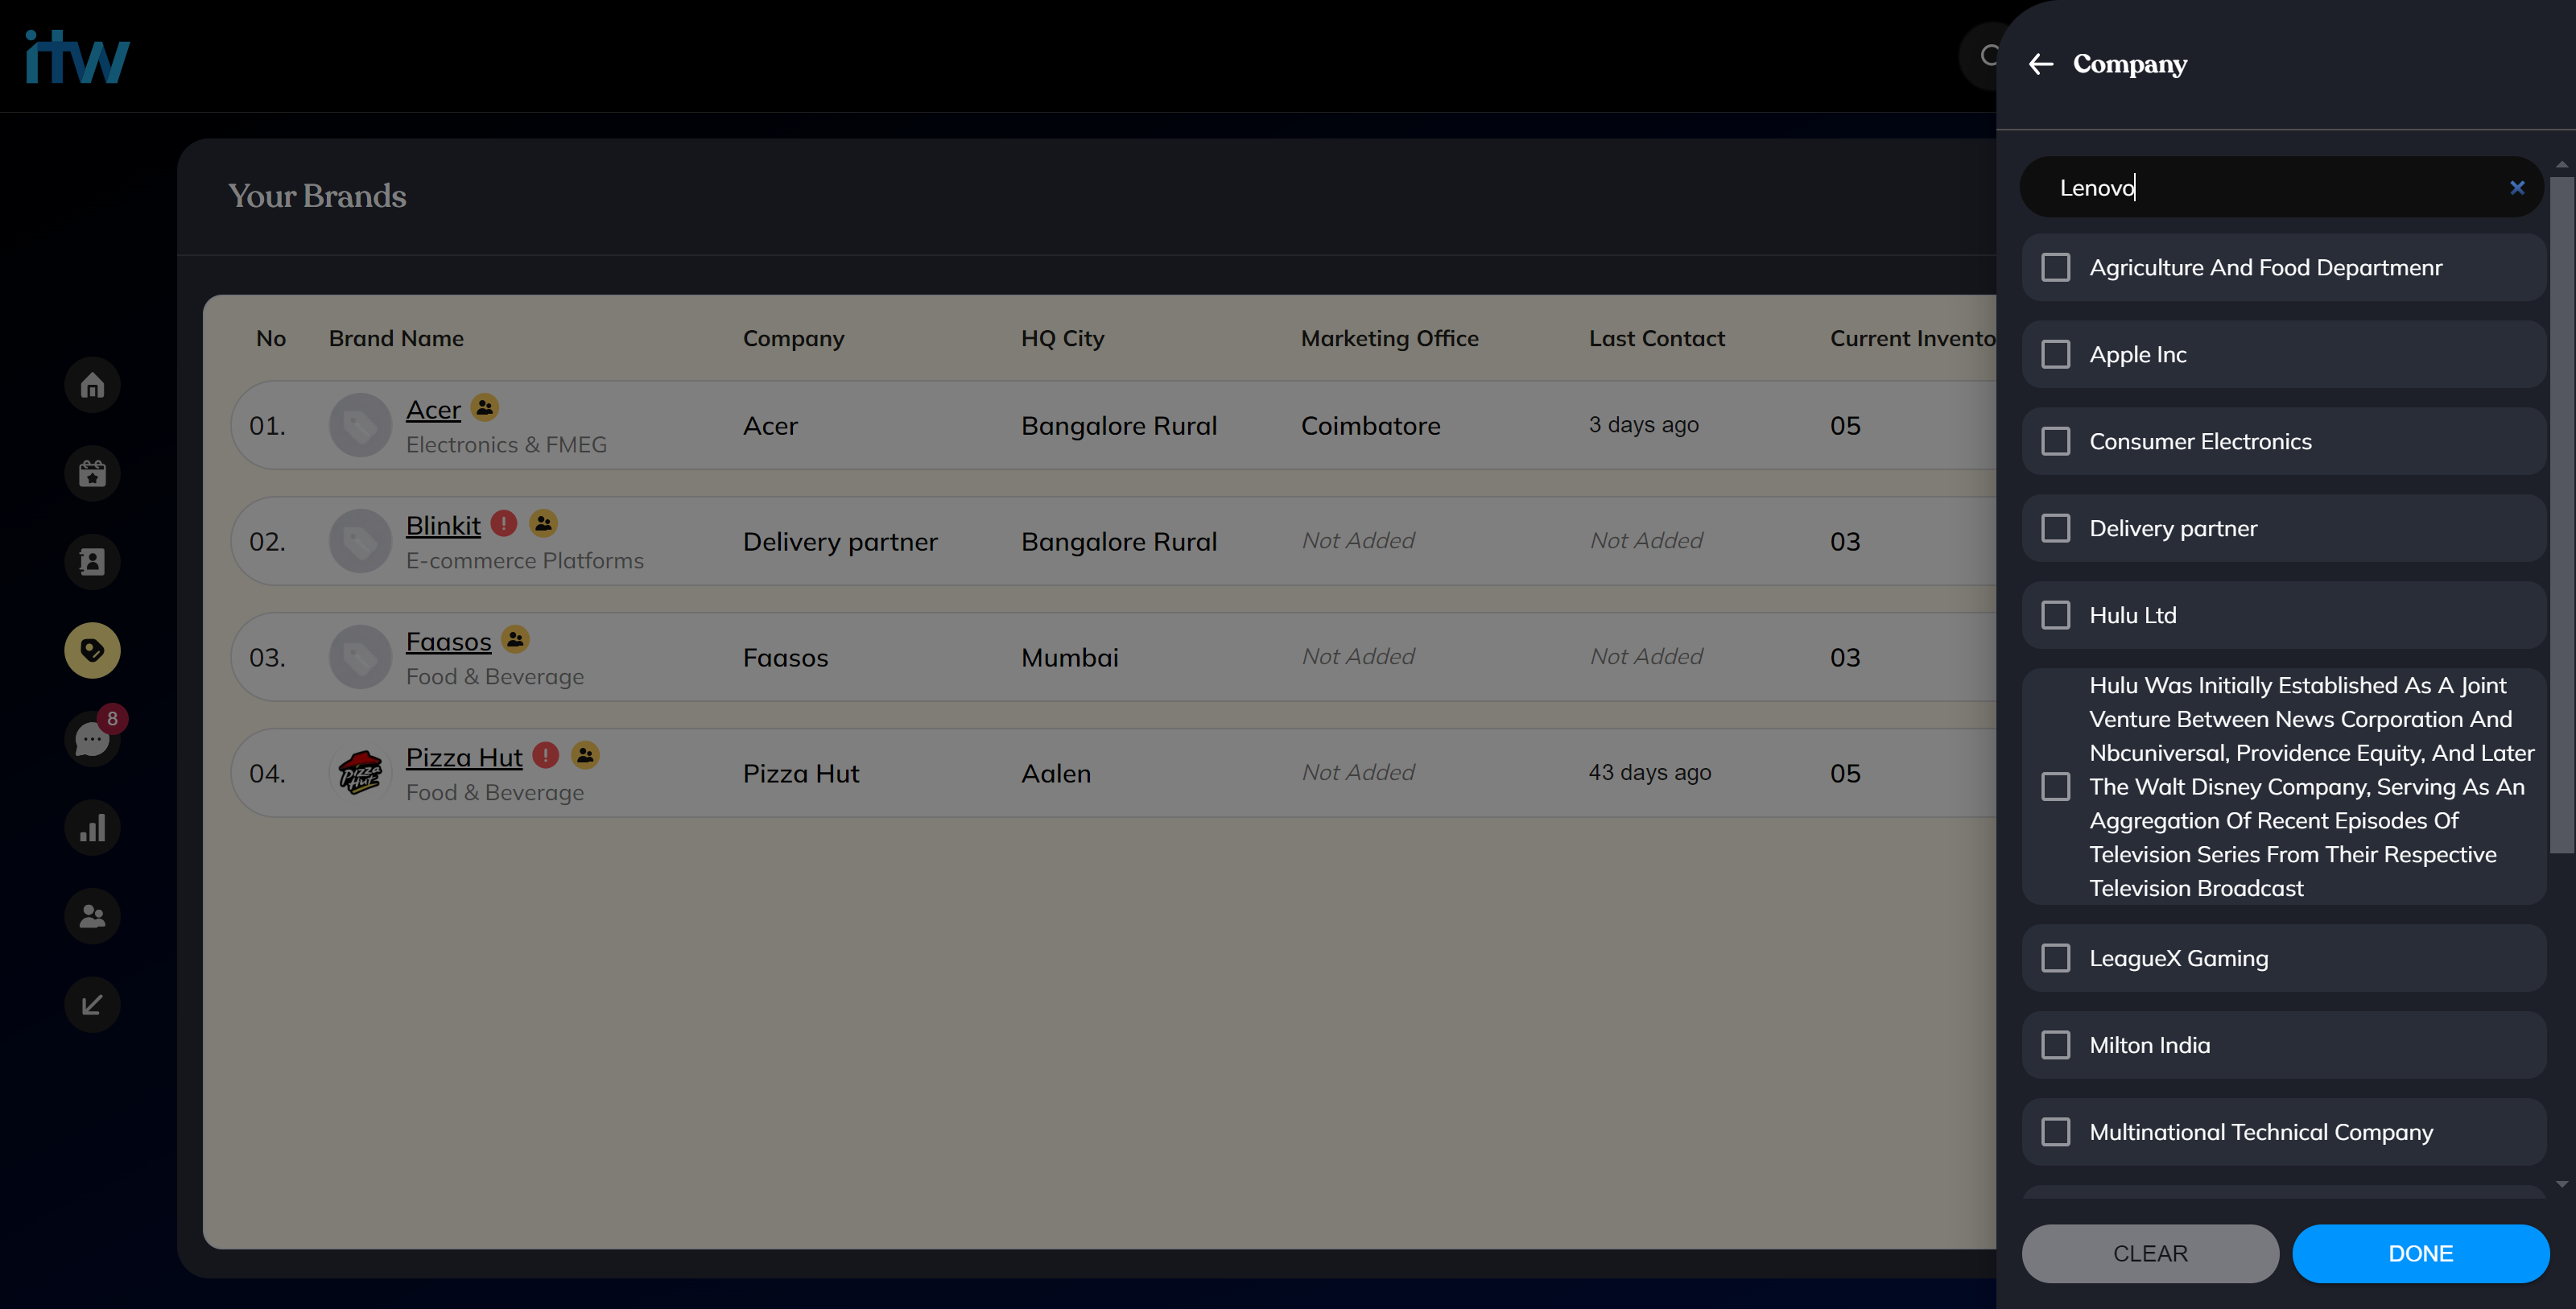 itw
Company
Your Brands
Lenovo
Agriculture And Food Departmenr
Apple Inc
Consumer Electronics
Delivery partner
Hulu Ltd
Hulu Was Initially Established As A Joint
Venture Between News Corporation And
Nbcuniversal, Providence Equity, And Later
The Walt Disney Company, Serving As An
Aggregation Of Recent Episodes Of
Television Series From Their Respective
Television Broadcast
LeagueX Gaming
Milton India
Multinational Technical Company
CLEAR DONE
No Brand Name Company HQ City Marketing Office Last Contact Current Invento
01. Acer Acer Bangalore Rural Coimbatore 3 days ago 05
Electronics & FMEG
02. Blinkit Delivery partner Bangalore Rural Not Added Not Added 03
E-commerce Platforms
03. Faasos Faasos Mumbai Not Added Not Added 03
Food & Beverage
04. Pizza Hut Pizza Hut Aalen Not Added 43 days ago 05
Food & Beverage
Pizza
Hut
8